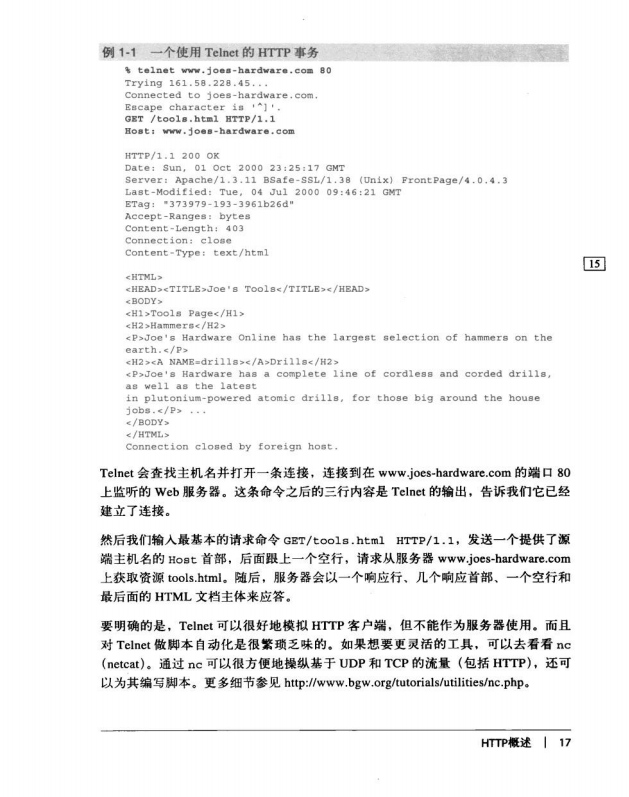 例 1-1 一个使用 Telnet 的 HTTP 事务
% telnet www.joes-hardware.com 80
Trying 161.58.228.45...
Connected to joes-hardware.com.
Escape character is '^]'.
GET /tools.html HTTP/1.1
Host: www.joes-hardware.com
HTTP/1.1 200 OK
Date: Sun, 01 Oct 2000 23:25:17 GMT
Server: Apache/1.3.11 BSafe-SSL/1.38 (Unix) FrontPage/4.0.4.3
Last-Modified: Tue, 04 Jul 2000 09:46:21 GMT
ETag: "373979-193-3961b26d"
Accept-Ranges: bytes
Content-Length: 403
Connection: close
Content-Type: text/html
15
<HTML>
<HEAD><TITLE>Joe's Tools</TITLE></HEAD>
<BODY>
<H1>Tools Page</H1>
<H2>Hammers</H2>
<P>Joe's Hardware Online has the largest selection of hammers on the
earth.</P>
<H2><A NAME=drills></A>Drills</H2>
<P>Joe's Hardware has a complete line of cordless and corded drills,
as well as the latest
in plutonium-powered atomic drills, for those big around the house
jobs.</P> ...
</BODY>
</HTML>
Connection closed by foreign host.
Telnet 会查找主机名并打开一条连接，连接到在 www.joes-hardware.com 的端口 80
上监听的 Web 服务器。这条命令之后的三行内容是 Telnet 的输出，告诉我们它已经
建立了连接。
然后我们输入最基本的请求命令 GET/tools.html HTTP/1.1，发送一个提供了源
端主机名的 Host 首部，后面跟上一个空行，请求从服务器 www.joes-hardware.com
上获取资源 tools.html。随后，服务器会以一个响应行、几个响应首部、一个空行和
最后面的 HTML 文档主体来应答。
要明确的是，Telnet 可以很好地模拟 HTTP 客户端，但不能作为服务器使用。而且
对 Telnet 做脚本自动化是很繁琐乏味的。如果想要更灵活的工具，可以去看看 nc
（netcat）。通过 nc 可以很方便地操纵基于 UDP 和 TCP 的流量（包括 HTTP），还可
以为其编写脚本。更多细节参见 http://www.bgw.org/tutorials/utilities/nc.php。
HTTP概述 | 17